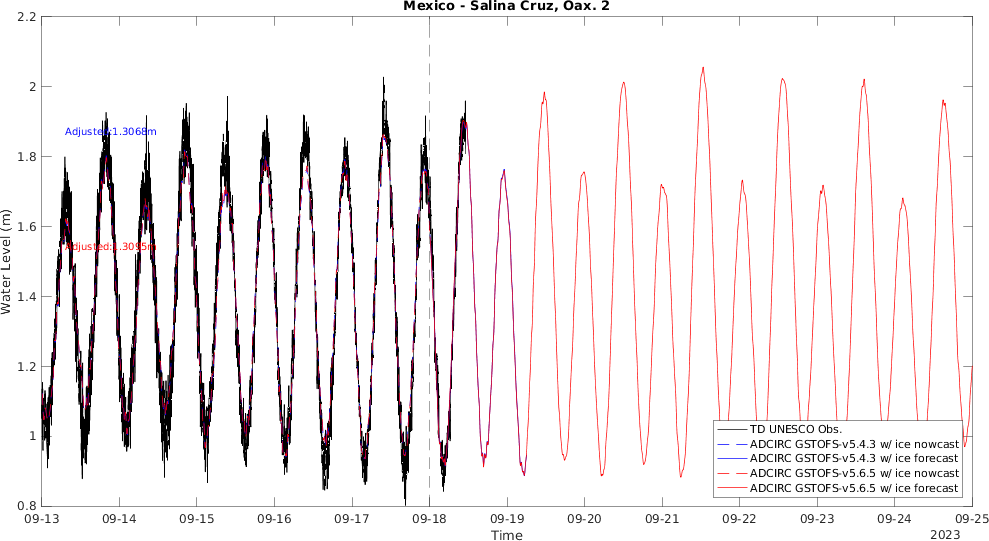 Mexico - Salina Cruz, Oax. 2
2.2
2
1.8
1.6
1.4
1.2
1
0.8
Water Level (m)
Adjusted:1.3068m
Adjusted:1.3095m
TD UNESCO Obs.
ADCIRC GSTOFS-v5.4.3 w/ ice nowcast
ADCIRC GSTOFS-v5.4.3 w/ ice forecast
ADCIRC GSTOFS-v5.6.5 w/ ice nowcast
ADCIRC GSTOFS-v5.6.5 w/ ice forecast
09-13 09-14 09-15 09-16 09-17 09-18 09-19 09-20 09-21 09-22 09-23 09-24 09-25
Time
2023